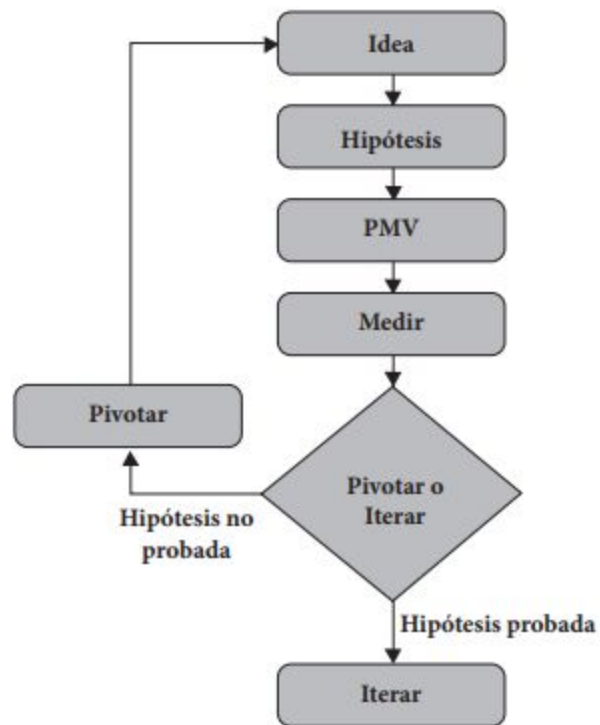 Idea
Hipótesis
PMV
Medir
Pivotar
Pivotar o
Iterar
Hipótesis no
probada
Hipótesis probada
Iterar